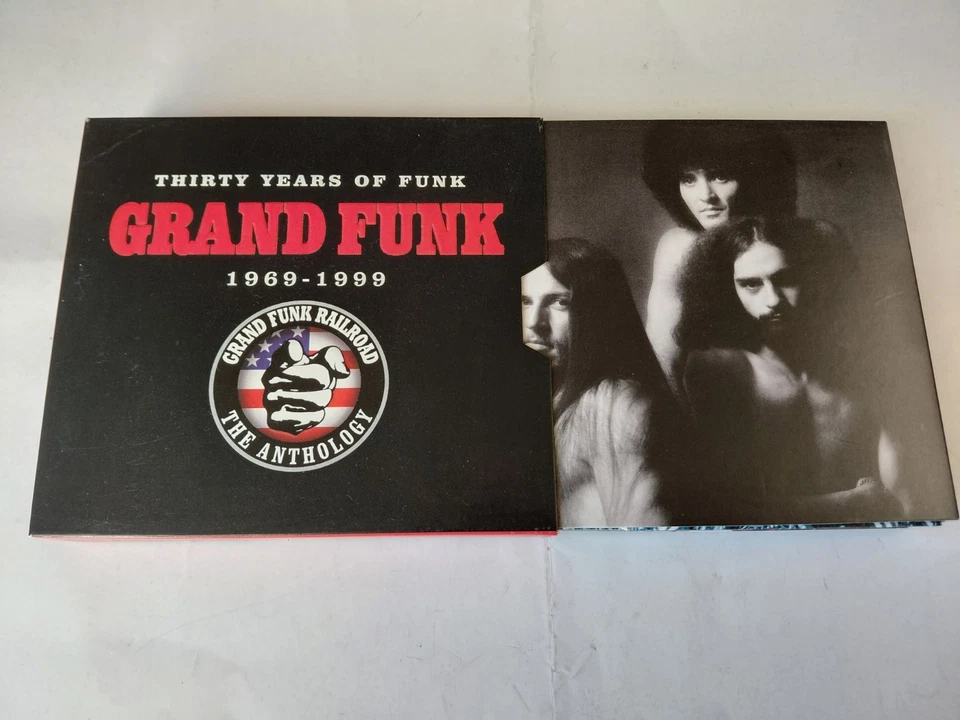 THIRTY YEARS OF FUNK
GRAND FUNK
1969-1999
GRAND FUNK RAILROAD
THE ANTHOLOGY